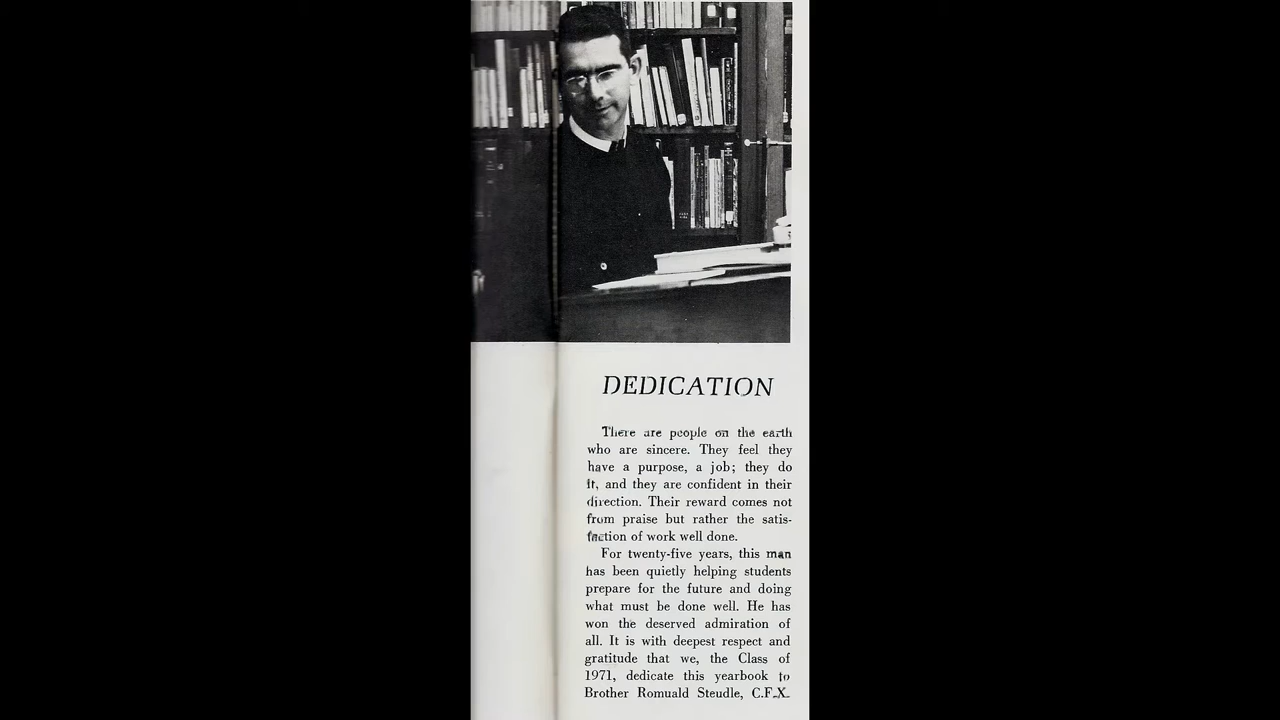 DEDICATION
There are people on the earth
who are sincere. They feel they
have a purpose, a job; they do
it, and they are confident in their
direction. Their reward comes not
from praise but rather the satis-
faction of work well done.
For twenty-five years, this man
has been quietly helping students
prepare for the future and doing
what must be done well. He has
won the deserved admiration of
all. It is with deepest respect and
gratitude that we, the Class of
1971, dedicate this yearbook to
Brother Romuald Steudle, C.F.X.